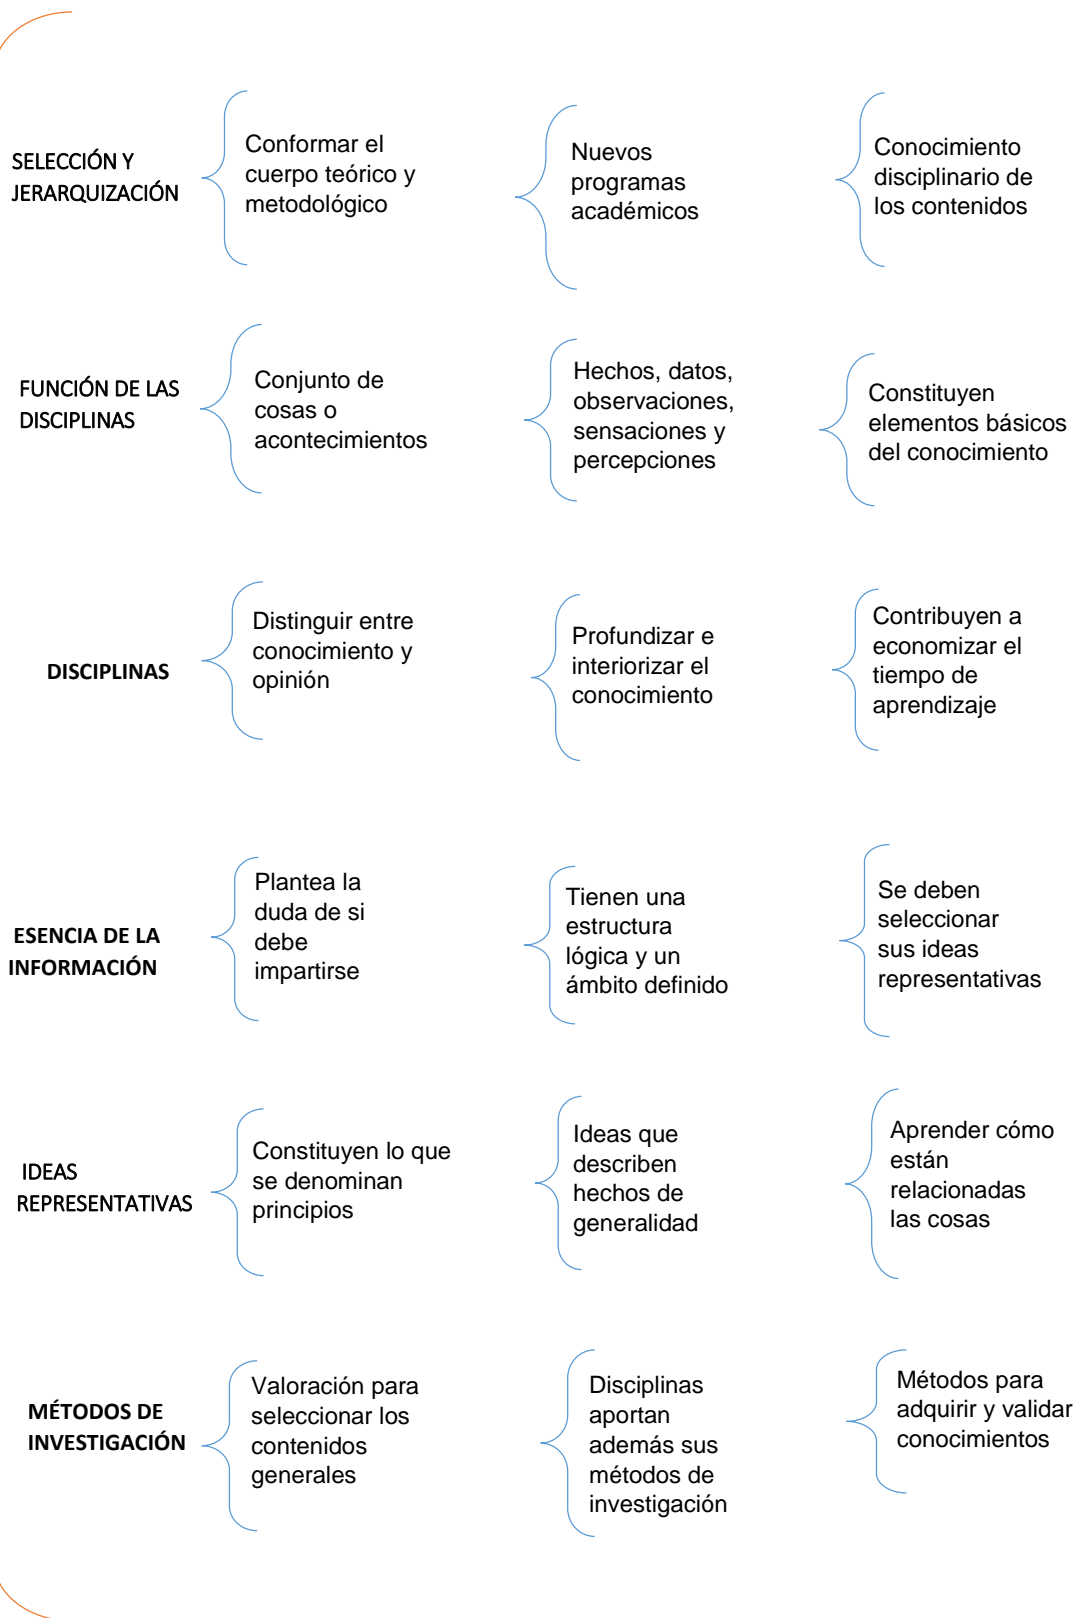 SELECCIÓN Y
JERARQUIZACIÓN
Conformar el
cuerpo teórico y
metodológico
Nuevos
programas
académicos
Conocimiento
disciplinario de
los contenidos
FUNCIÓN DE LAS
DISCIPLINAS
Conjunto de
cosas o
acontecimientos
Hechos, datos,
observaciones,
sensaciones y
percepciones
Constituyen
elementos básicos
del conocimiento
DISCIPLINAS
Distinguir entre
conocimiento y
opinión
Profundizar e
interiorizar el
conocimiento
Contribuyen a
economizar el
tiempo de
aprendizaje
ESENCIA DE LA
INFORMACIÓN
Plantea la
duda de si
debe
impartirse
Tienen una
estructura
lógica y un
ámbito definido
Se deben
seleccionar
sus ideas
representativas
IDEAS
REPRESENTATIVAS
Constituyen lo que
se denominan
principios
Ideas que
describen
hechos de
generalidad
Aprender cómo
están
relacionadas
las cosas
MÉTODOS DE
INVESTIGACIÓN
Valoración para
seleccionar los
contenidos
generales
Disciplinas
aportan
además sus
métodos de
investigación
Métodos para
adquirir y validar
conocimientos